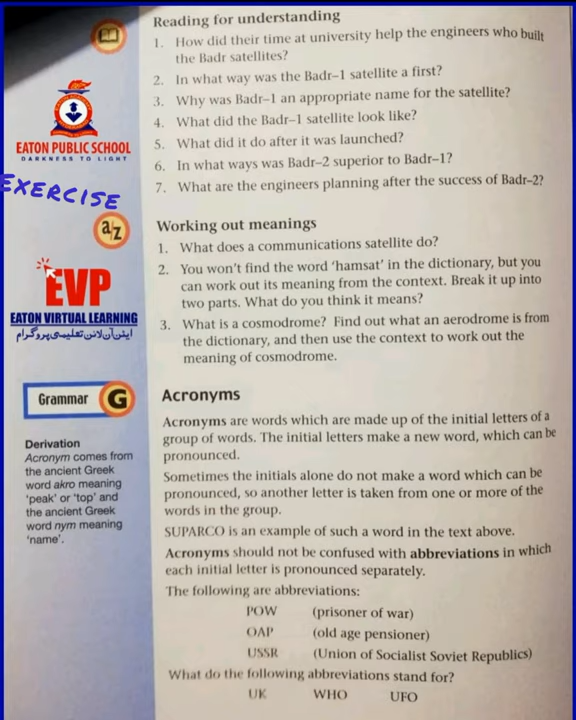 Reading for understanding
1. How did their time at university help the engineers who built
the Badr satellites?
2. In what way was the Badr–1 satellite a first?
3. Why was Badr–1 an appropriate name for the satellite?
4. What did the Badr–1 satellite look like?
5. What did it do after it was launched?
6. In what ways was Badr–2 superior to Badr–1?
7. What are the engineers planning after the success of Badr–2?
EATON PUBLIC SCHOOL
DARKNESS TO LIGHT
EXERCISE
a/z
Working out meanings
1. What does a communications satellite do?
2. You won't find the word 'hamsat' in the dictionary, but you
can work out its meaning from the context. Break it up into
two parts. What do you think it means?
3. What is a cosmodrome? Find out what an aerodrome is from
the dictionary, and then use the context to work out the
meaning of cosmodrome.
EVP
EATON VIRTUAL LEARNING
ایٹن آن لائن تعلیمی پروگرام
Grammar G
Derivation
Acronym comes from
the ancient Greek
word akro meaning
'peak' or 'top' and
the ancient Greek
word nym meaning
'name'.
Acronyms
Acronyms are words which are made up of the initial letters of a
group of words. The initial letters make a new word, which can be
pronounced.
Sometimes the initials alone do not make a word which can be
pronounced, so another letter is taken from one or more of the
words in the group.
SUPARCO is an example of such a word in the text above.
Acronyms should not be confused with abbreviations in which
each initial letter is pronounced separately.
The following are abbreviations:
POW (prisoner of war)
OAP (old age pensioner)
USSR (Union of Socialist Soviet Republics)
What do the following abbreviations stand for?
UK WHO UFO